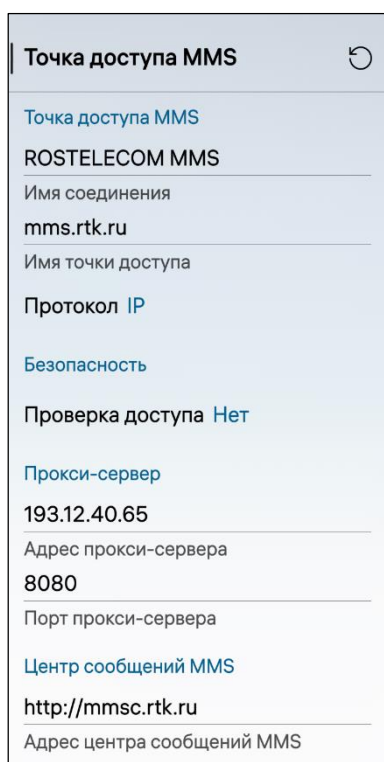 Точка доступа MMS
Точка доступа MMS
ROSTELECOM MMS
Имя соединения
mms.rtk.ru
Имя точки доступа
Протокол IP
Безопасность
Проверка доступа Нет
Прокси-сервер
193.12.40.65
Адрес прокси-сервера
8080
Порт прокси-сервера
Центр сообщений MMS
http://mmsc.rtk.ru
Адрес центра сообщений MMS